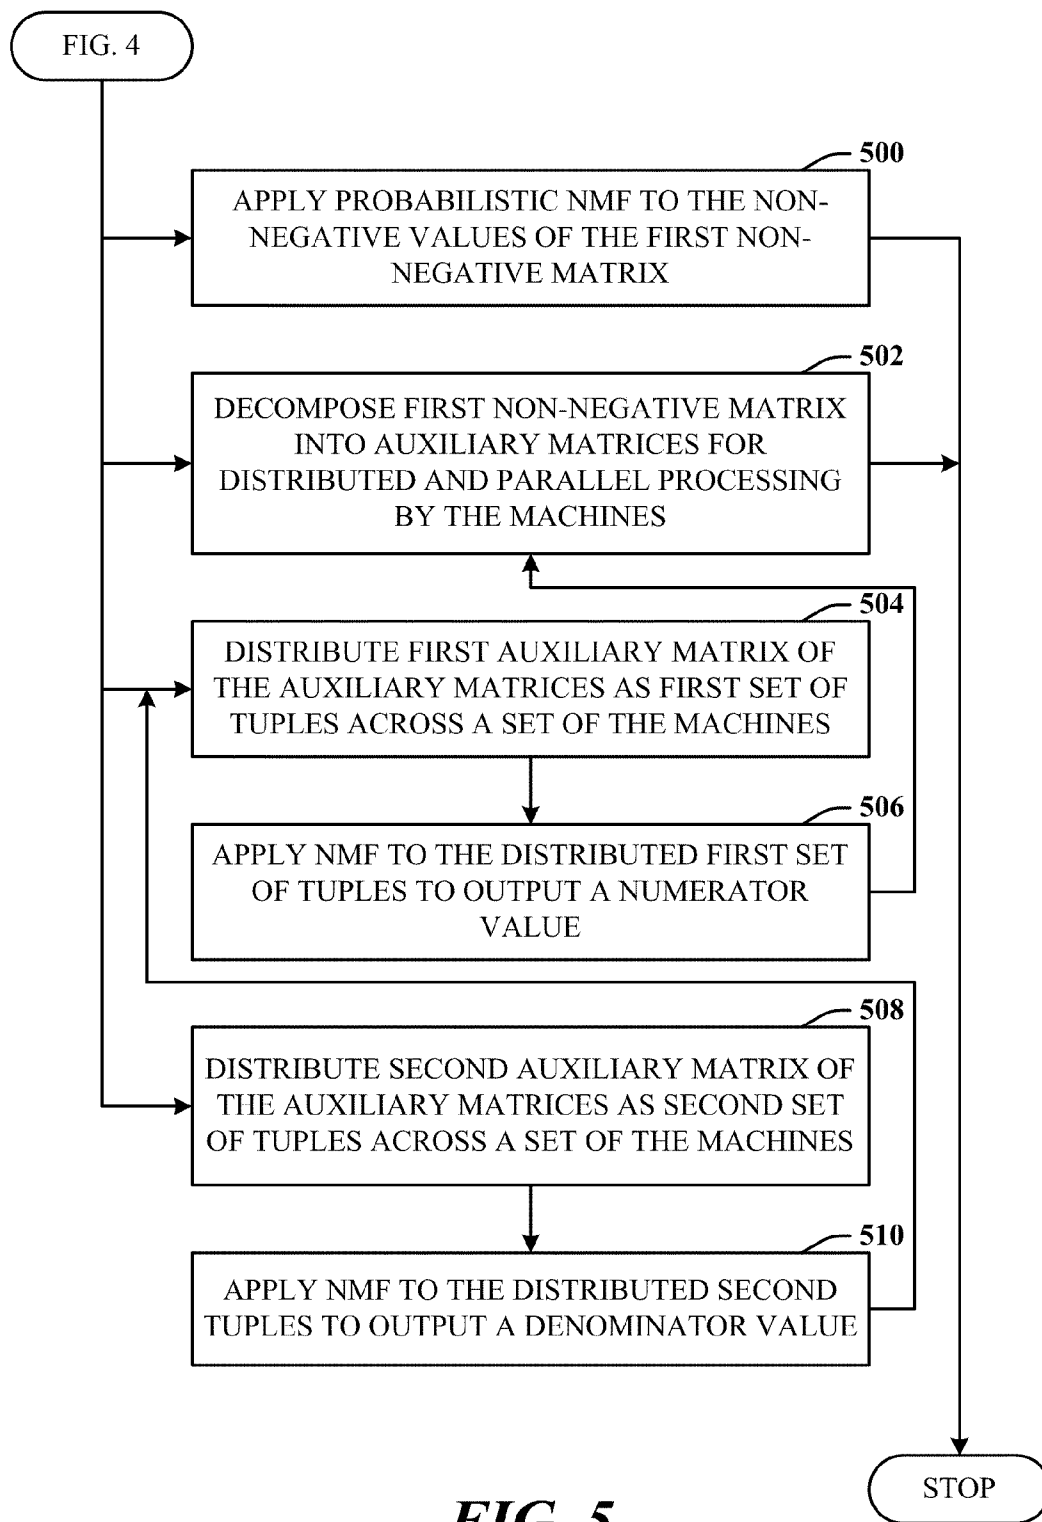 FIG. 4
500
APPLY PROBABILISTIC NMF TO THE NON-
NEGATIVE VALUES OF THE FIRST NON-
NEGATIVE MATRIX
502
DECOMPOSE FIRST NON-NEGATIVE MATRIX
INTO AUXILIARY MATRICES FOR
DISTRIBUTED AND PARALLEL PROCESSING
BY THE MACHINES
504
DISTRIBUTE FIRST AUXILIARY MATRIX OF
THE AUXILIARY MATRICES AS FIRST SET OF
TUPLES ACROSS A SET OF THE MACHINES
506
APPLY NMF TO THE DISTRIBUTED FIRST SET
OF TUPLES TO OUTPUT A NUMERATOR
VALUE
508
DISTRIBUTE SECOND AUXILIARY MATRIX OF
THE AUXILIARY MATRICES AS SECOND SET
OF TUPLES ACROSS A SET OF THE MACHINES
510
APPLY NMF TO THE DISTRIBUTED SECOND
TUPLES TO OUTPUT A DENOMINATOR VALUE
STOP
FIG. 5